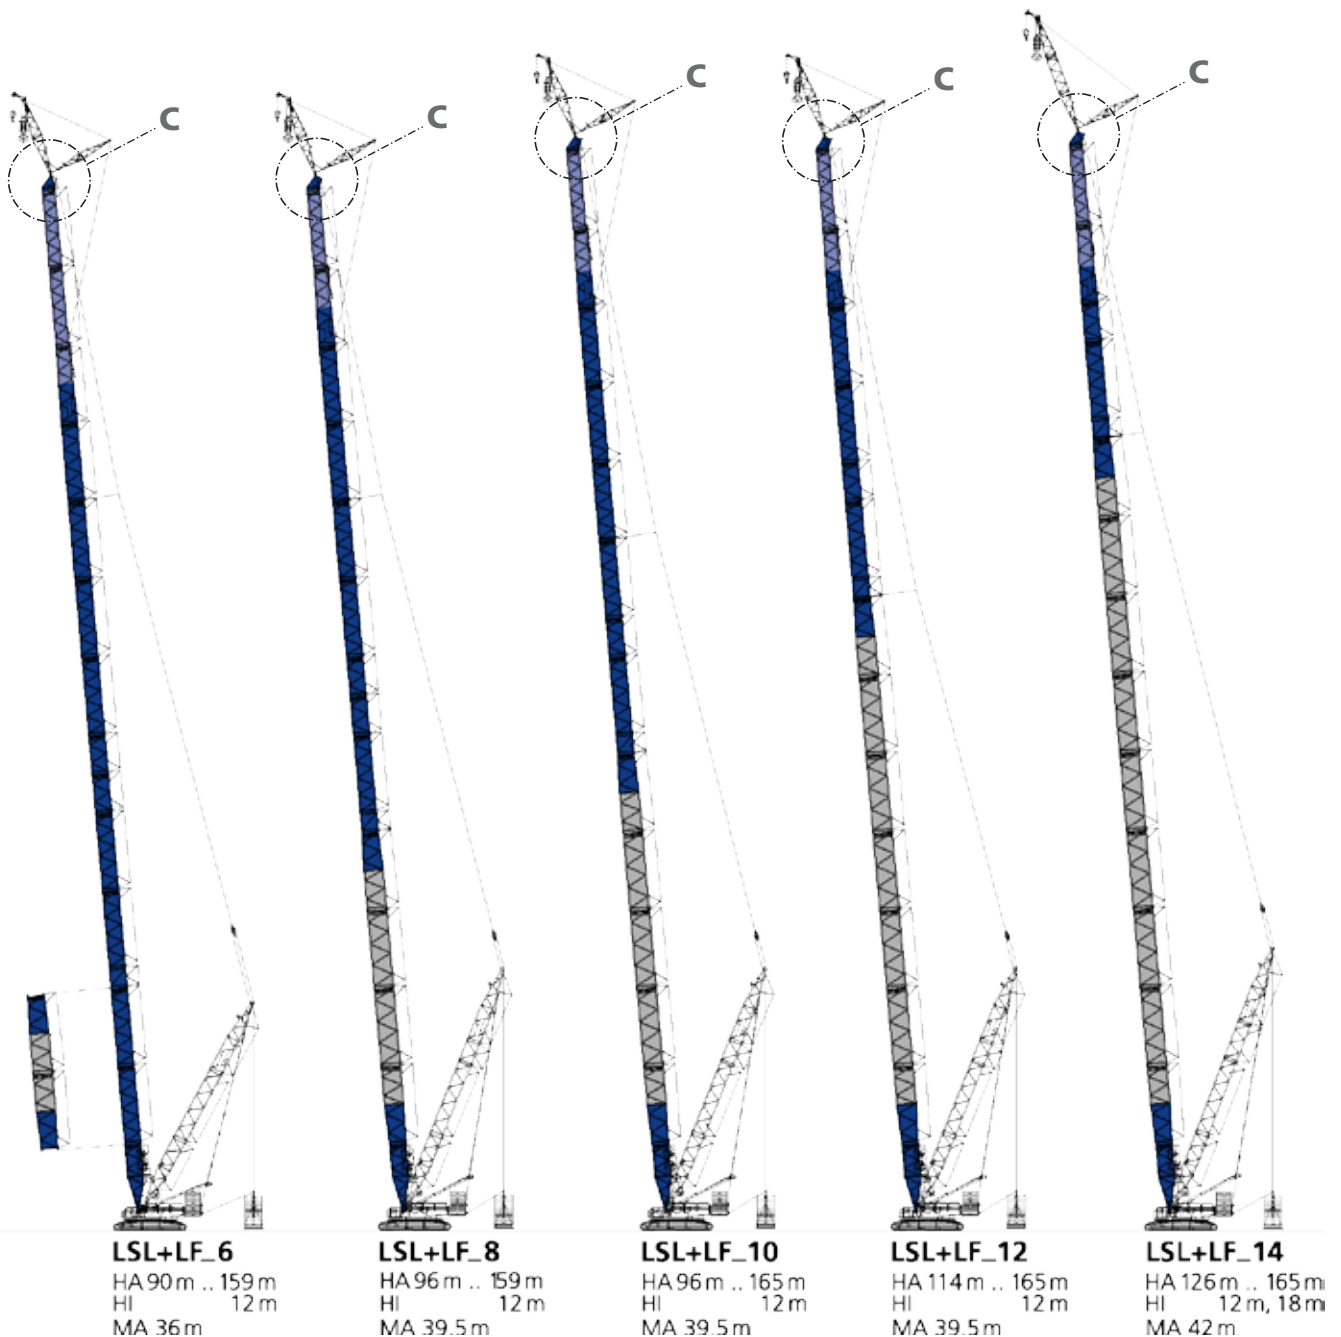 C
C
C
C
C
LSL+LF_6
HA 90 m .. 159 m
HI 12 m
MA 36 m
LSL+LF_8
HA 96 m .. 159 m
HI 12 m
MA 39.5 m
LSL+LF_10
HA 96 m .. 165 m
HI 12 m
MA 39.5 m
LSL+LF_12
HA 114 m .. 165 m
HI 12 m
MA 39.5 m
LSL+LF_14
HA 126 m .. 165 m
HI 12 m, 18 m
MA 42 m